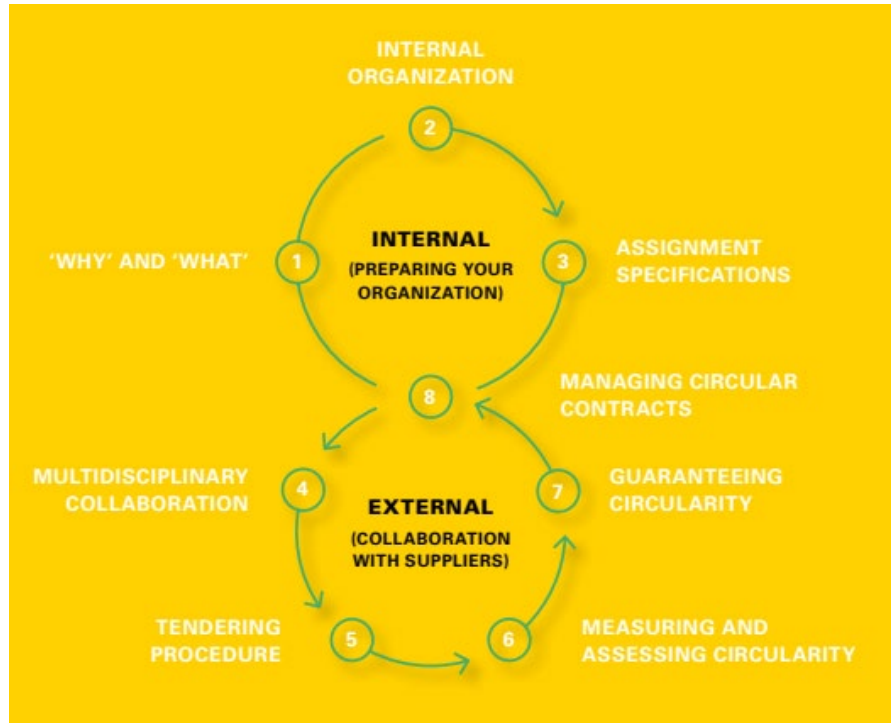 INTERNAL
ORGANIZATION
2
'WHY' AND 'WHAT'
1
INTERNAL
(PREPARING YOUR
ORGANIZATION)
3
ASSIGNMENT
SPECIFICATIONS
8
MANAGING CIRCULAR
CONTRACTS
MULTIDISCIPLINARY
COLLABORATION
4
EXTERNAL
(COLLABORATION
WITH SUPPLIERS)
7
GUARANTEEING
CIRCULARITY
TENDERING
PROCEDURE
5
6
MEASURING AND
ASSESSING CIRCULARITY